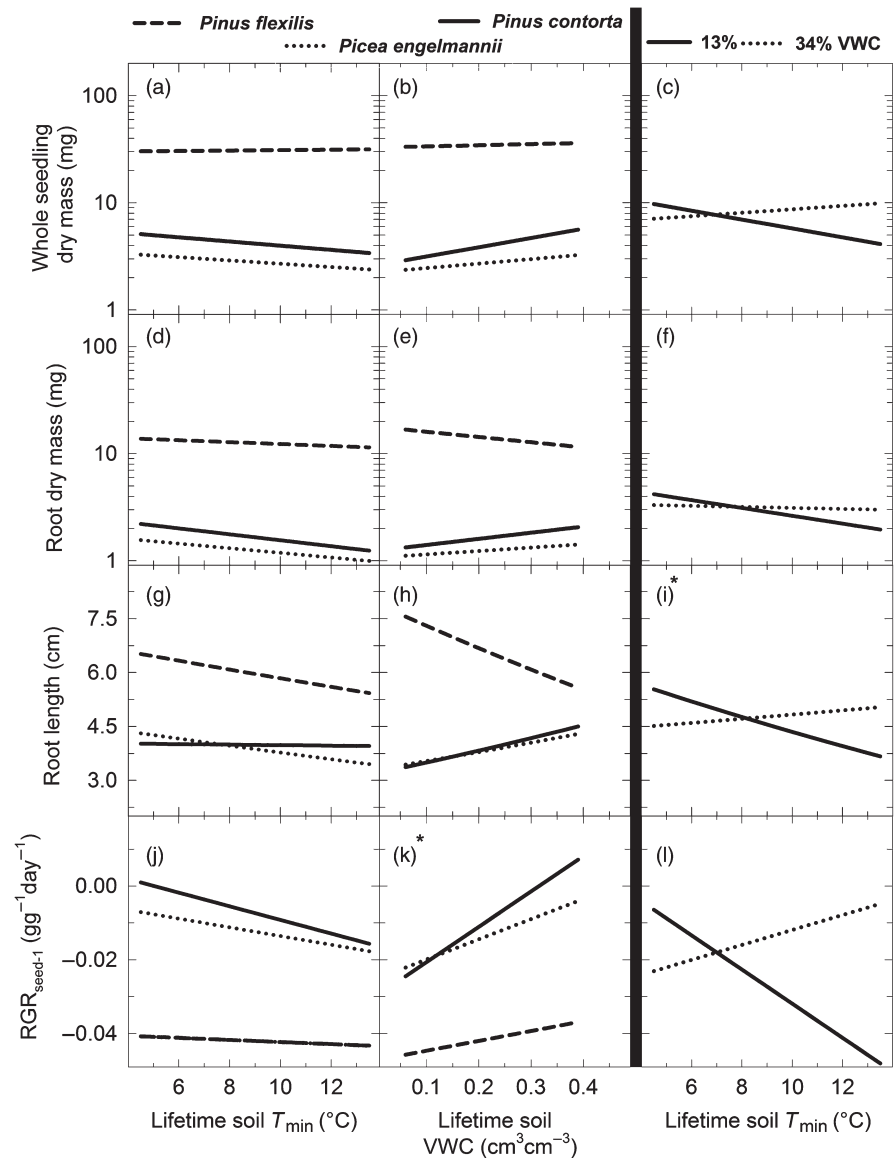 Pinus flexilis Pinus contorta
Picea engelmannii
13% 34% VWC
(a) (b) (c)
Whole seedling
dry mass (mg)
100
10
1
(d) (e) (f)
Root dry mass (mg)
100
10
1
(g) (h) (i)*
Root length (cm)
7.5
6.0
4.5
3.0
(j) (k)* (l)
RGRseed-1 (gg−1day−1)
0.00
−0.02
−0.04
6 8 10 12 0.1 0.2 0.3 0.4 6 8 10 12
Lifetime soil Tmin (°C) Lifetime soil Lifetime soil Tmin (°C)
VWC (cm3cm−3)